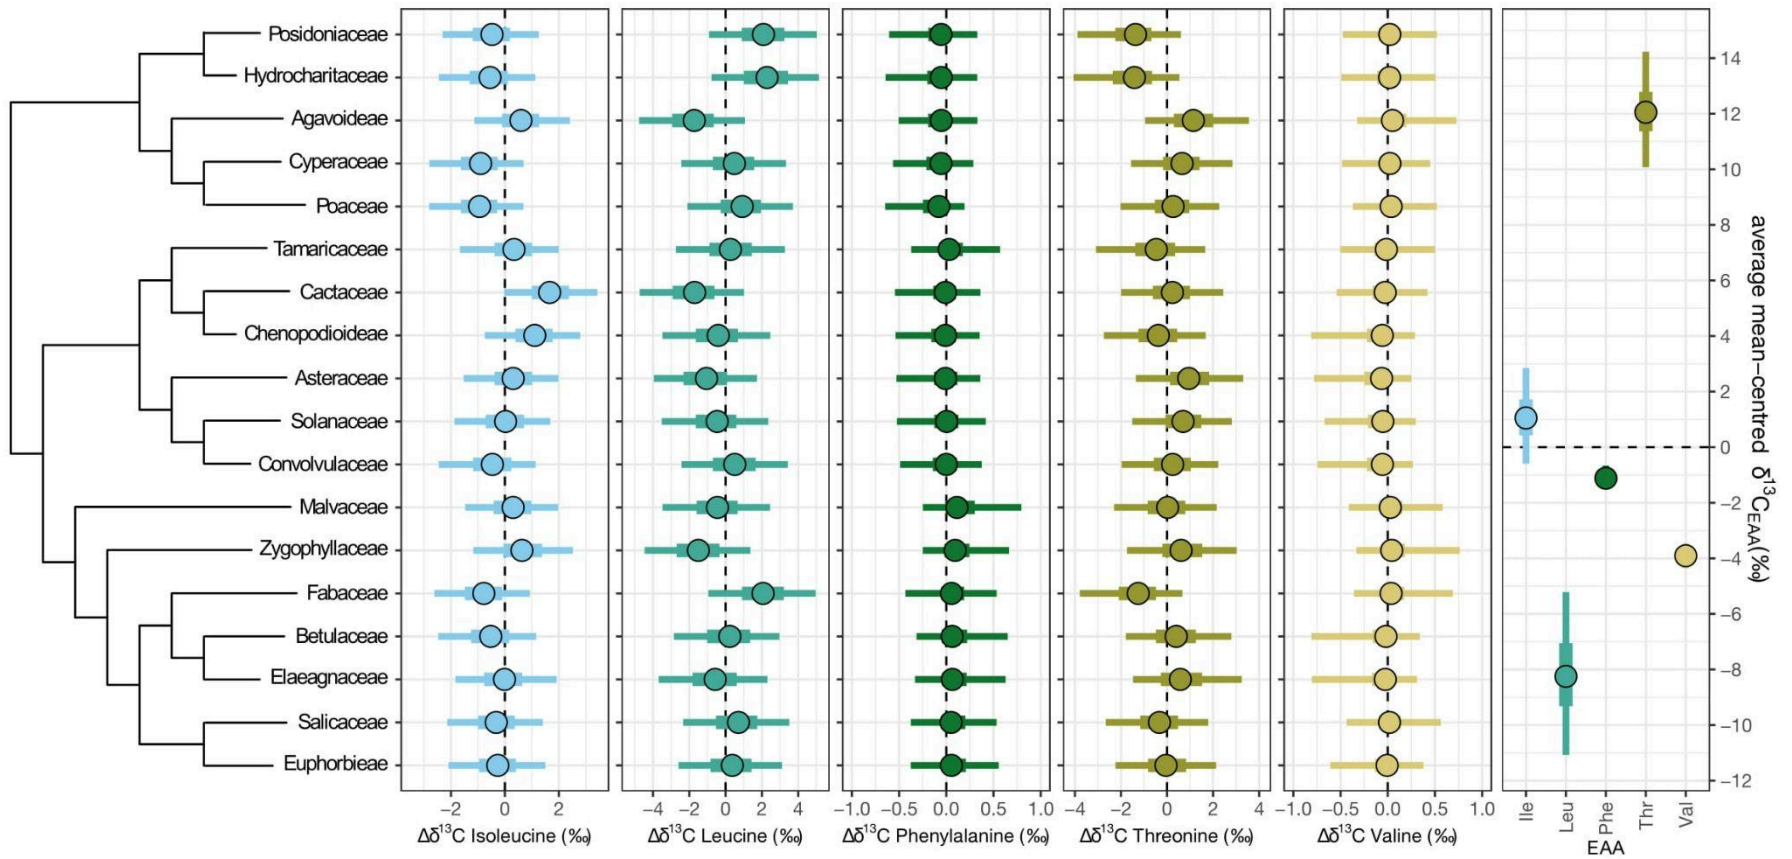 Posidoniaceae
Hydrocharitaceae
Agavoideae
Cyperaceae
Poaceae
Tamaricaceae
Cactaceae
Chenopodioideae
Asteraceae
Solanaceae
Convolvulaceae
Malvaceae
Zygophyllaceae
Fabaceae
Betulaceae
Elaeagnaceae
Salicaceae
Euphorbieae
−2 0 2
Δδ¹³C Isoleucine (‰)
−4 −2 0 2 4
Δδ¹³C Leucine (‰)
−1.0 −0.5 0.0 0.5 1.0
Δδ¹³C Phenylalanine (‰)
−4 −2 0 2 4
Δδ¹³C Threonine (‰)
−1.0 −0.5 0.0 0.5 1.0
Δδ¹³C Valine (‰)
Ile
Leu
Phe
Thr
Val
EAA
14
12
10
8
6
4
2
0
−2
−4
−6
−8
−10
−12
average mean−centred δ¹³C_EAA (‰)